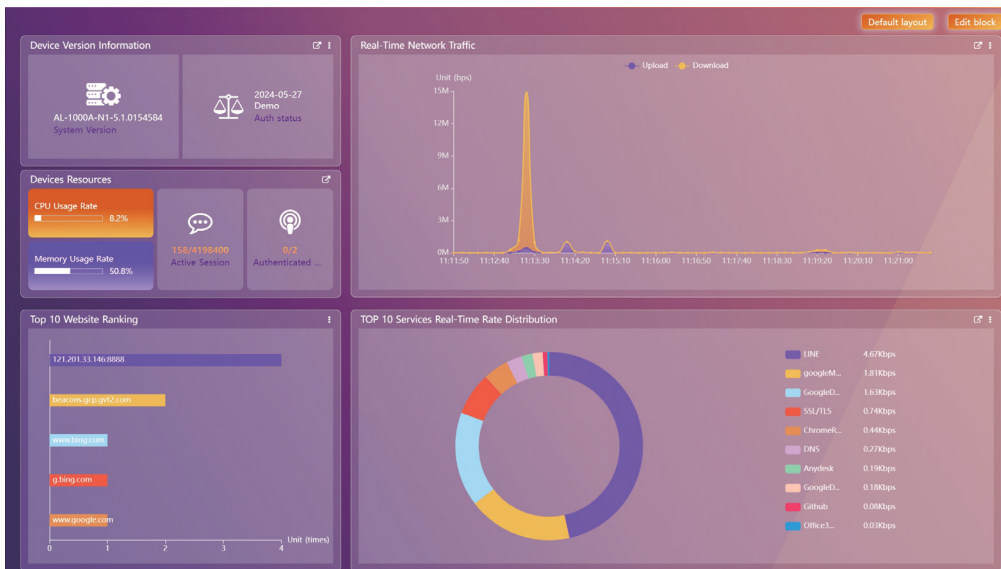 Default layout
Edit block
Device Version Information
AL-1000A-N1-5.1.0154584
System Version
2024-05-27
Demo
Auth status
Real-Time Network Traffic
Upload
Download
Unit (bps)
15M
12M
9M
6M
3M
0M
11:11:50 11:12:40 11:13:30 11:14:20 11:15:10 11:16:00 11:16:50 11:17:40 11:18:30 11:19:20 11:20:10 11:21:00
Devices Resources
CPU Usage Rate
8.2%
Memory Usage Rate
50.8%
158/4198400
Active Session
0/2
Authenticated ...
Top 10 Website Ranking
121.201.33.146:8888
beacons.gcp.gvt2.com
www.bing.com
g.bing.com
www.google.com
Unit (times)
0 1 2 3 4
TOP 10 Services Real-Time Rate Distribution
LINE 4.67Kbps
googleM... 1.81Kbps
GoogleD... 1.63Kbps
SSL/TLS 0.74Kbps
ChromeR... 0.44Kbps
DNS 0.27Kbps
Anydesk 0.19Kbps
GoogleD... 0.18Kbps
Github 0.08Kbps
Office3... 0.03Kbps